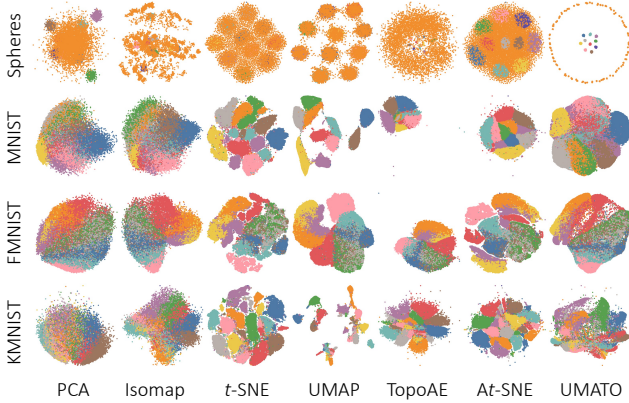 Spheres
MNIST
FMNIST
KMNIST
PCA Isomap t-SNE UMAP TopoAE At-SNE UMATO